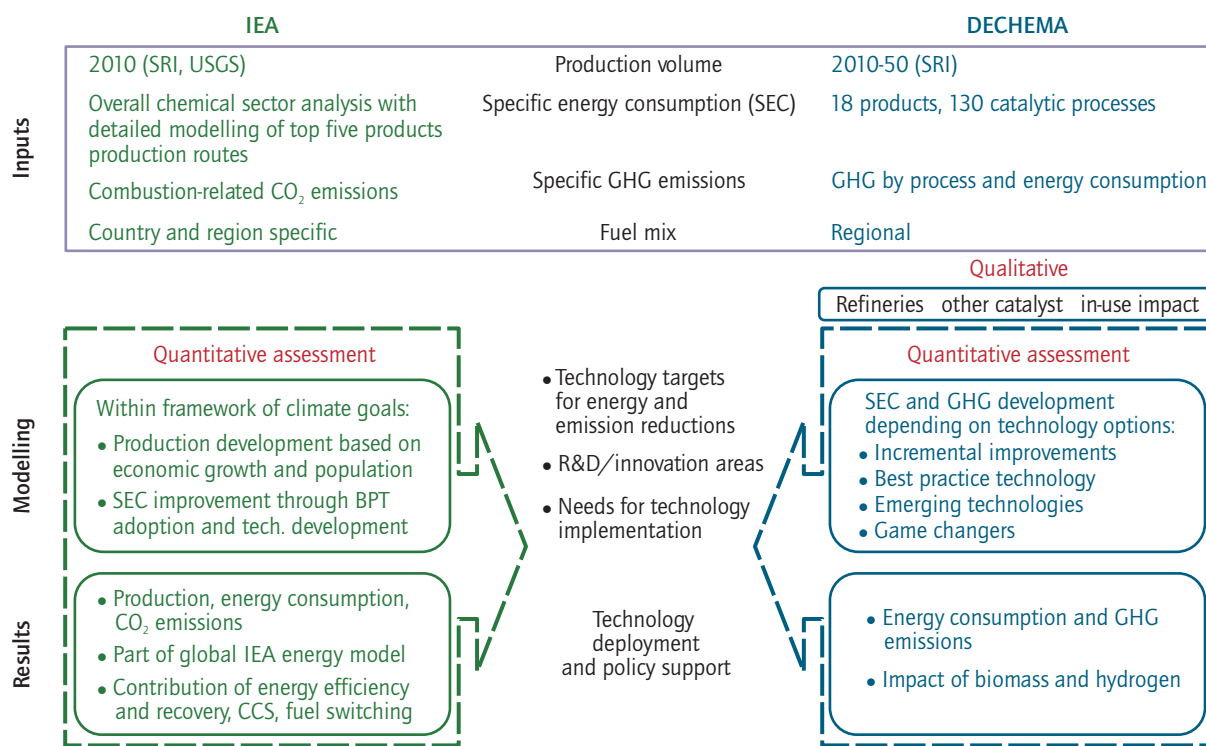 IEA
DECHEMA
Inputs
2010 (SRI, USGS)
Production volume
2010-50 (SRI)
Overall chemical sector analysis with
detailed modelling of top five products
production routes
Specific energy consumption (SEC)
18 products, 130 catalytic processes
Combustion-related CO₂ emissions
Specific GHG emissions
GHG by process and energy consumption
Country and region specific
Fuel mix
Regional
Qualitative
Refineries other catalyst in-use impact
Modelling
Quantitative assessment
Within framework of climate goals:
• Production development based on
economic growth and population
• SEC improvement through BPT
adoption and tech. development
• Technology targets
for energy and
emission reductions
• R&D/innovation areas
• Needs for technology
implementation
Quantitative assessment
SEC and GHG development
depending on technology options:
• Incremental improvements
• Best practice technology
• Emerging technologies
• Game changers
Results
• Production, energy consumption,
CO₂ emissions
• Part of global IEA energy model
• Contribution of energy efficiency
and recovery, CCS, fuel switching
Technology
deployment
and policy support
• Energy consumption and GHG
emissions
• Impact of biomass and hydrogen